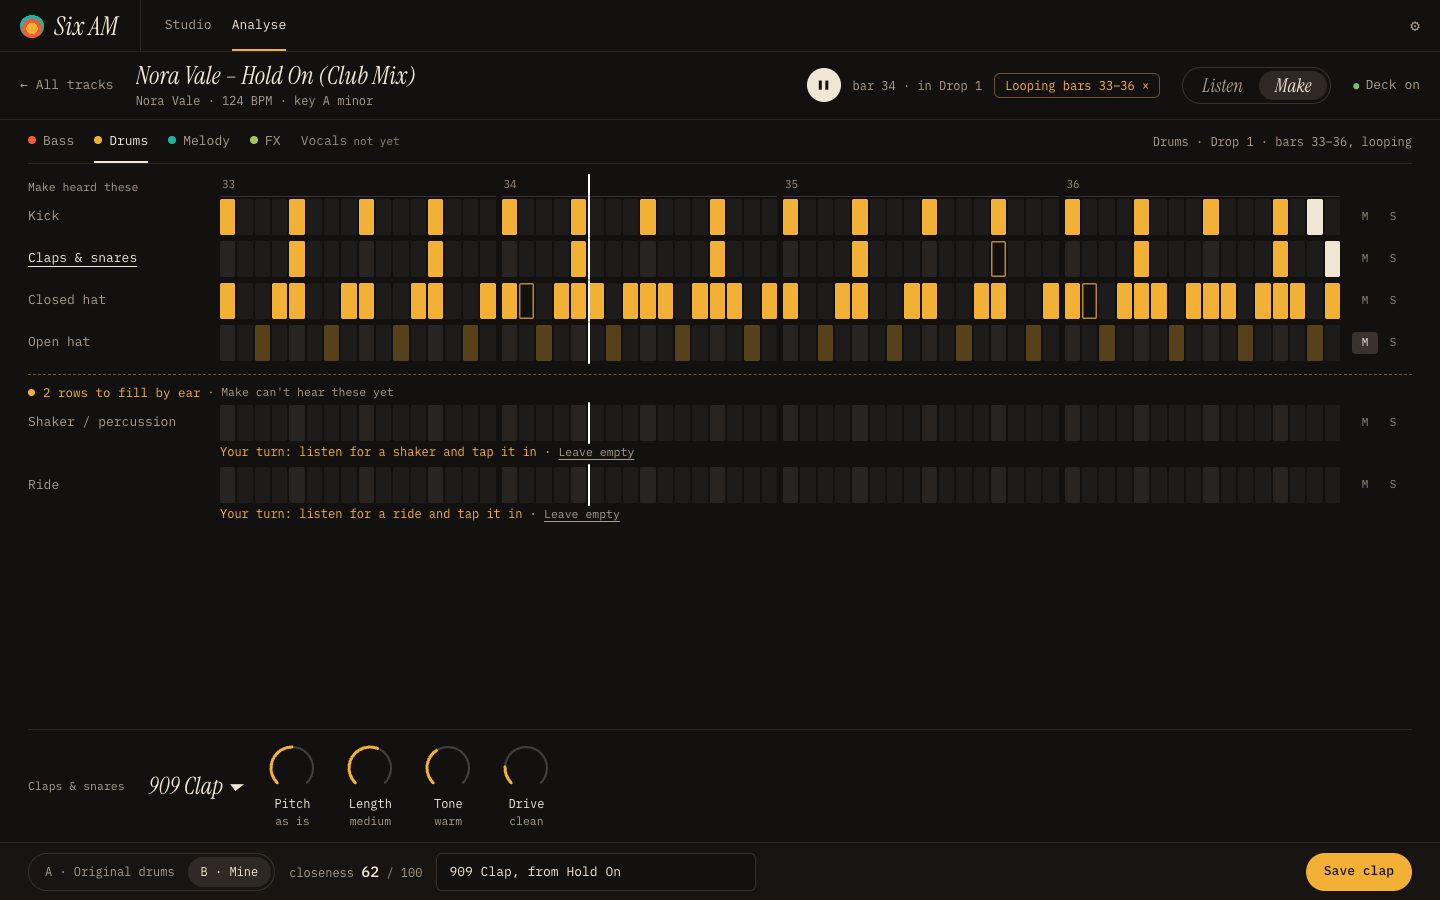 Six AM
Studio
Analyse
← All tracks
Nora Vale – Hold On (Club Mix)
Nora Vale · 124 BPM · key A minor
bar 34 · in Drop 1
Looping bars 33–36 ×
Listen
Make
Deck on
Bass
Drums
Melody
FX
Vocals not yet
Drums · Drop 1 · bars 33–36, looping
Make heard these
33
34
35
36
Kick
M S
Claps & snares
M S
Closed hat
M S
Open hat
M S
2 rows to fill by ear · Make can't hear these yet
Shaker / percussion
M S
Your turn: listen for a shaker and tap it in · Leave empty
Ride
M S
Your turn: listen for a ride and tap it in · Leave empty
Claps & snares
909 Clap
Pitch
as is
Length
medium
Tone
warm
Drive
clean
A · Original drums
B · Mine
closeness 62 / 100
909 Clap, from Hold On
Save clap